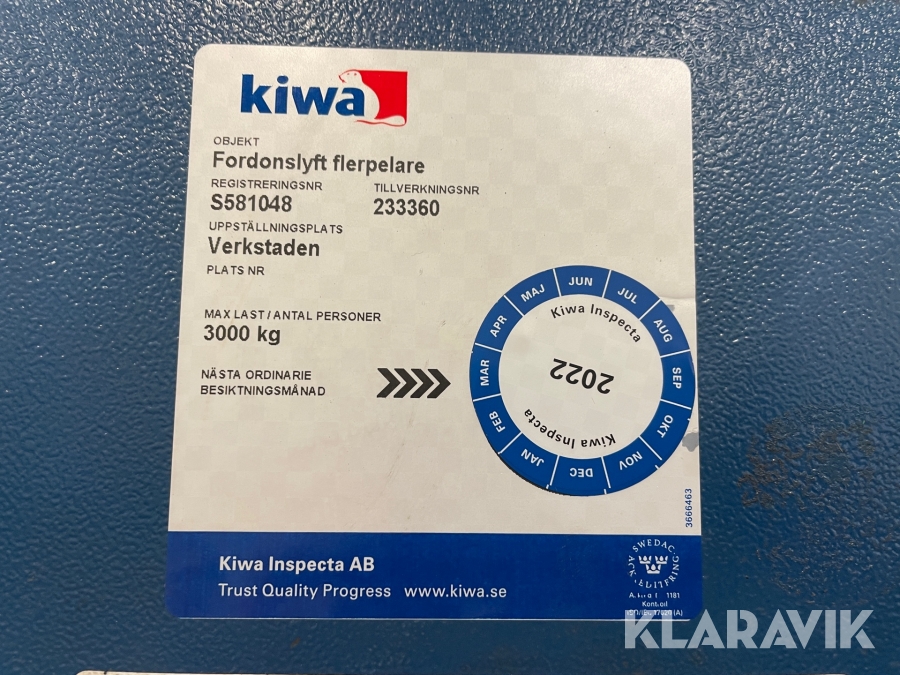 kiwa
OBJEKT
Fordonslyft flerpelare
REGISTRERINGSNR
TILLVERKNINGSNR
S581048
233360
UPPSTÄLLNINGSPLATS
Verkstaden
PLATS NR
MAX LAST / ANTAL PERSONER
3000 kg
NÄSTA ORDINARIE
BESIKTNINGSMÅNAD
JAN
FEB
MAR
APR
MAJ
JUN
JUL
AUG
SEP
OKT
NOV
DEC
Kiwa Inspecta
2022
Kiwa Inspecta
3666463
Kiwa Inspecta AB
Trust Quality Progress www.kiwa.se
SWEDAC
1181
Kontroll
KLARAVIK